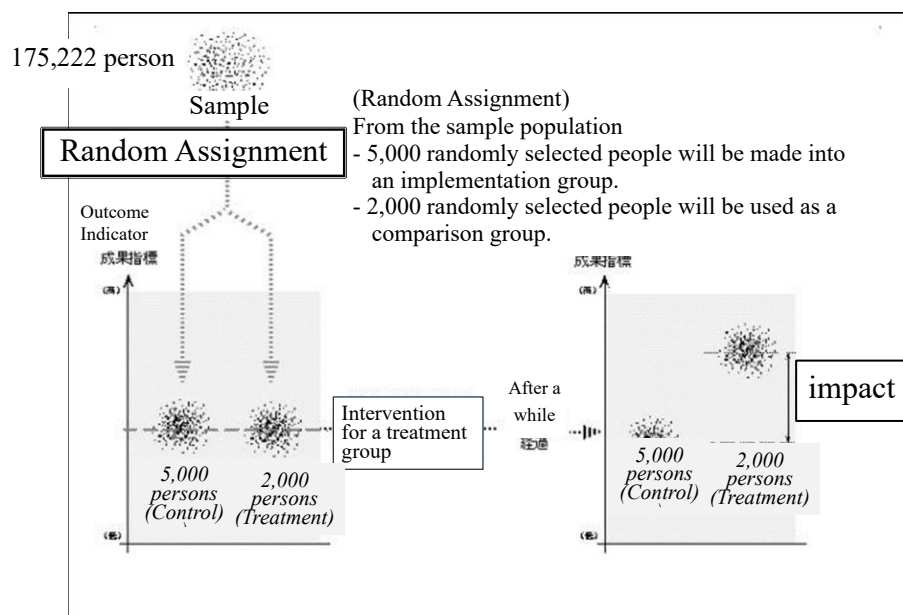 175,222 person
Sample
Random Assignment
(Random Assignment)
From the sample population
- 5,000 randomly selected people will be made into
an implementation group.
- 2,000 randomly selected people will be used as a
comparison group.
Outcome
Indicator
成果指標
(高)
(低)
5,000
persons
(Control)
2,000
persons
(Treatment)
Intervention
for a treatment
group
After a
while
経過
成果指標
(高)
(低)
5,000
persons
(Control)
2,000
persons
(Treatment)
impact